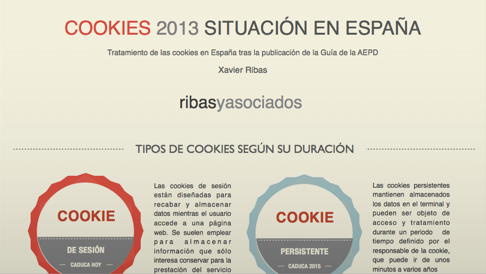 COOKIES 2013 SITUACIÓN EN ESPAÑA
Tratamiento de las cookies en España tras la publicación de la Guía de la AEPD
Xavier Ribas
ribasyasociados
TIPOS DE COOKIES SEGÚN SU DURACIÓN
COOKIE
DE SESIÓN
CADUCA HOY
Las cookies de sesión
están diseñadas para
recabar y almacenar
datos mientras el usuario
accede a una página
web. Se suelen emplear
para almacenar
información que sólo
interesa conservar para la
prestación del servicio
COOKIE
PERSISTENTE
CADUCA 2015
Las cookies persistentes
mantienen almacenados
los datos en el terminal y
pueden ser objeto de
acceso y tratamiento
durante un periodo de
tiempo definido por el
responsable de la cookie,
que puede ir de unos
minutos a varios años